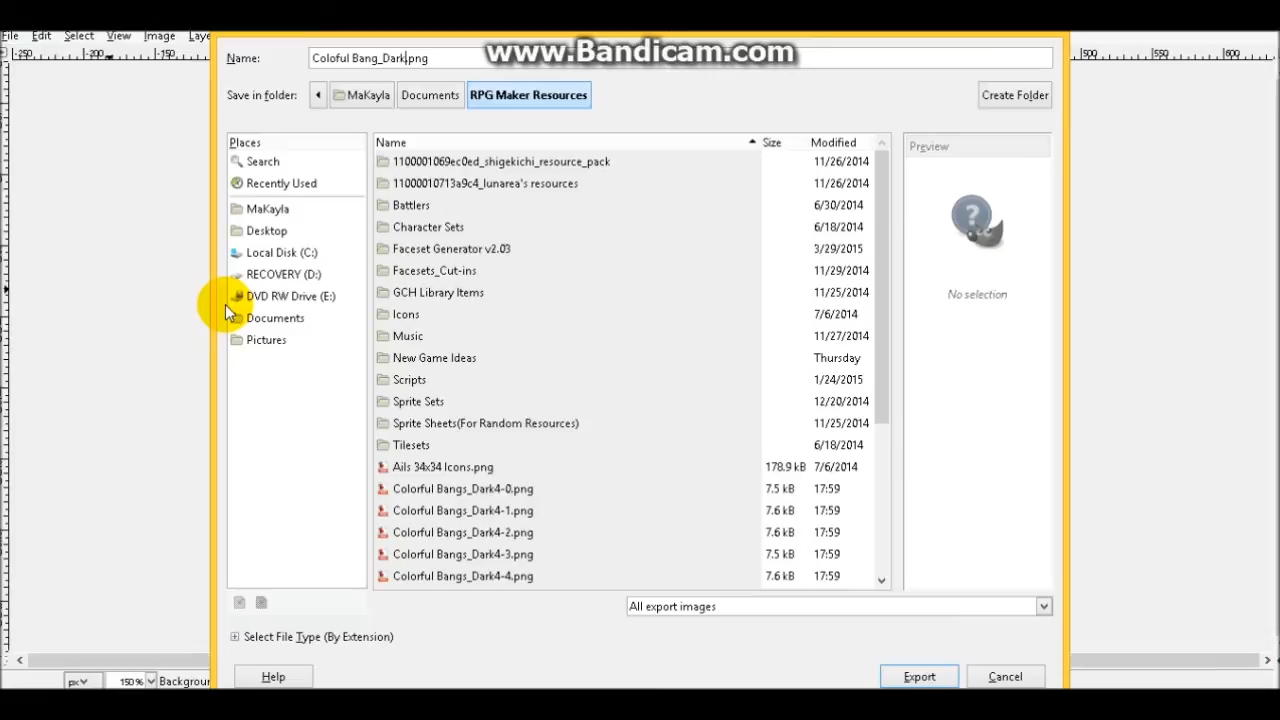 File Edit Select View Image Laye
-250 -200 -150 500 550 600
www.Bandicam.com
Name: Coloful Bang_Dark.png
Save in folder: MaKayla Documents RPG Maker Resources Create Folder
Places
Search
Recently Used
MaKayla
Desktop
Local Disk (C:)
RECOVERY (D:)
DVD RW Drive (E:)
Documents
Pictures
Name Size Modified
1100001069ec0ed_shigekichi_resource_pack 11/26/2014
11000010713a9c4_lunarea's resources 11/26/2014
Battlers 6/30/2014
Character Sets 6/18/2014
Faceset Generator v2.03 3/29/2015
Facesets_Cut-ins 11/29/2014
GCH Library Items 11/25/2014
Icons 7/6/2014
Music 11/27/2014
New Game Ideas Thursday
Scripts 1/24/2015
Sprite Sets 12/20/2014
Sprite Sheets(For Random Resources) 11/25/2014
Tilesets 6/18/2014
Ails 34x34 Icons.png 178.9 kB 7/6/2014
Colorful Bangs_Dark4-0.png 7.5 kB 17:59
Colorful Bangs_Dark4-1.png 7.6 kB 17:59
Colorful Bangs_Dark4-2.png 7.6 kB 17:59
Colorful Bangs_Dark4-3.png 7.5 kB 17:59
Colorful Bangs_Dark4-4.png 7.6 kB 17:59
Preview
No selection
All export images
Select File Type (By Extension)
Help Export Cancel
px 150% Backgroun